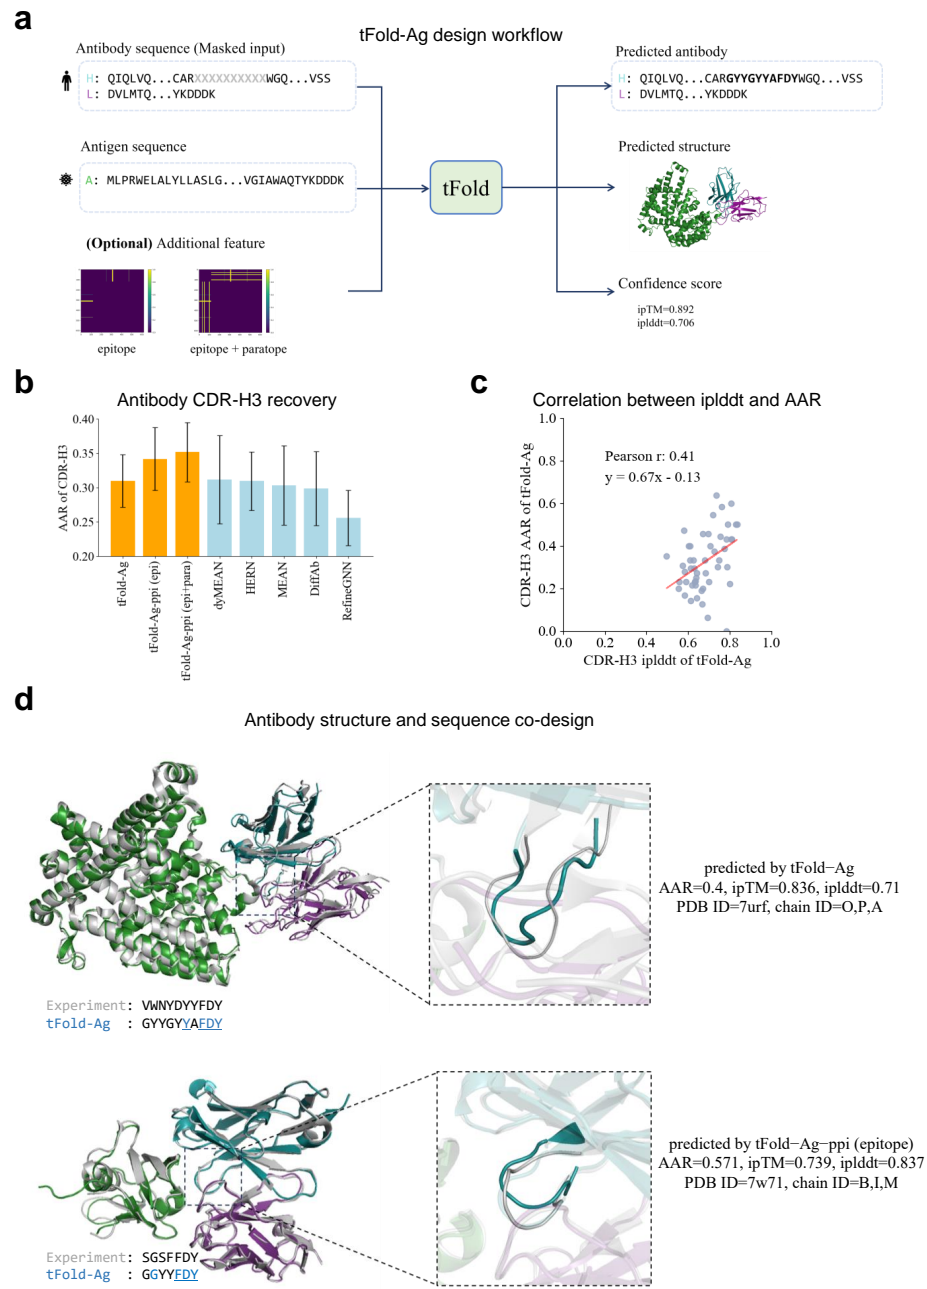 a
tFold-Ag design workflow
Antibody sequence (Masked input)
H: QIQLVQ...CARXXXXXXXXXXWGQ...VSS
L: DVLMTQ...YKDDDK
Antigen sequence
A: MLPRWELALYLLASLG...VGIAWAQTYKDDDK
(Optional) Additional feature
epitope
epitope + paratope
tFold
Predicted antibody
H: QIQLVQ...CARGYYGYYAFDYWGQ...VSS
L: DVLMTQ...YKDDDK
Predicted structure
Confidence score
ipTM=0.892
iplddt=0.706
b
Antibody CDR-H3 recovery
AAR of CDR-H3
0.40
0.35
0.30
0.25
0.20
tFold-Ag
tFold-Ag-ppi (epi)
tFold-Ag-ppi (epi+para)
dyMEAN
HERN
MEAN
DiffAb
RefineGNN
c
Correlation between iplddt and AAR
CDR-H3 AAR of tFold-Ag
1.0
0.8
0.6
0.4
0.2
0.0
Pearson r: 0.41
y = 0.67x - 0.13
0.0 0.2 0.4 0.6 0.8 1.0
CDR-H3 iplddt of tFold-Ag
d
Antibody structure and sequence co-design
Experiment: VWNYDYYFDY
tFold-Ag : GYYGYYAFDY
predicted by tFold−Ag
AAR=0.4, ipTM=0.836, iplddt=0.71
PDB ID=7urf, chain ID=O,P,A
Experiment: SGSFFDY
tFold-Ag : GGYYFDY
predicted by tFold−Ag−ppi (epitope)
AAR=0.571, ipTM=0.739, iplddt=0.837
PDB ID=7w71, chain ID=B,I,M